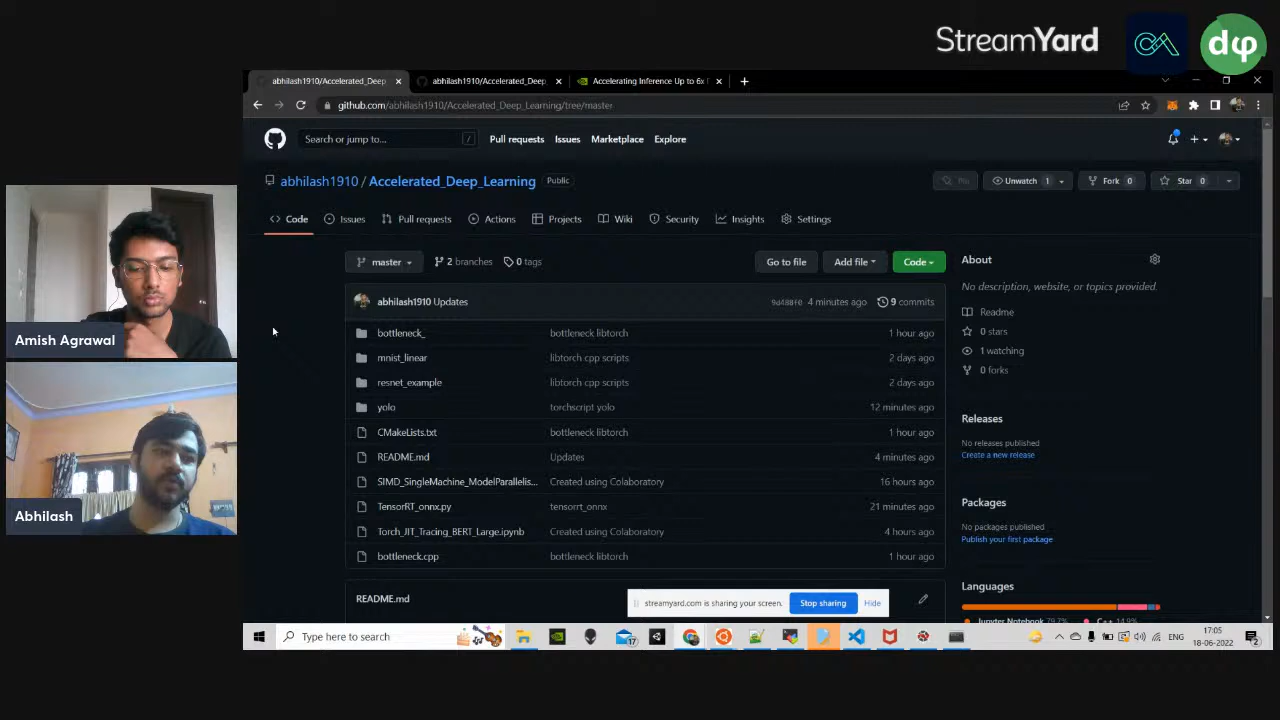 StreamYard
dφ
abhilash1910/Accelerated_Deep
abhilash1910/Accelerated_Deep
Accelerating Inference Up to 6x
github.com/abhilash1910/Accelerated_Deep_Learning/tree/master
Search or jump to...
/
Pull requests
Issues
Marketplace
Explore
abhilash1910 / Accelerated_Deep_Learning
Public
Pin
Unwatch 1
Fork 0
Star 0
Code
Issues
Pull requests
Actions
Projects
Wiki
Security
Insights
Settings
master
2 branches
0 tags
Go to file
Add file
Code
abhilash1910 Updates
4 minutes ago
9 commits
bottleneck_
bottleneck libtorch
1 hour ago
mnist_linear
libtorch cpp scripts
2 days ago
resnet_example
libtorch cpp scripts
2 days ago
yolo
torchscript yolo
12 minutes ago
CMakeLists.txt
bottleneck libtorch
1 hour ago
README.md
Updates
4 minutes ago
SIMD_SingleMachine_ModelParallelis...
Created using Colaboratory
16 hours ago
TensorRT_onnx.py
tensorrt_onnx
21 minutes ago
Torch_JIT_Tracing_BERT_Large.ipynb
Created using Colaboratory
4 hours ago
bottleneck.cpp
bottleneck libtorch
1 hour ago
README.md
About
No description, website, or topics provided.
Readme
0 stars
1 watching
0 forks
Releases
No releases published
Create a new release
Packages
No packages published
Publish your first package
Languages
Jupyter Notebook 79.7%
C++ 14.9%
streamyard.com is sharing your screen.
Stop sharing
Hide
Amish Agrawal
Abhilash
Type here to search
17
ENG
17:05
18-06-2022
2